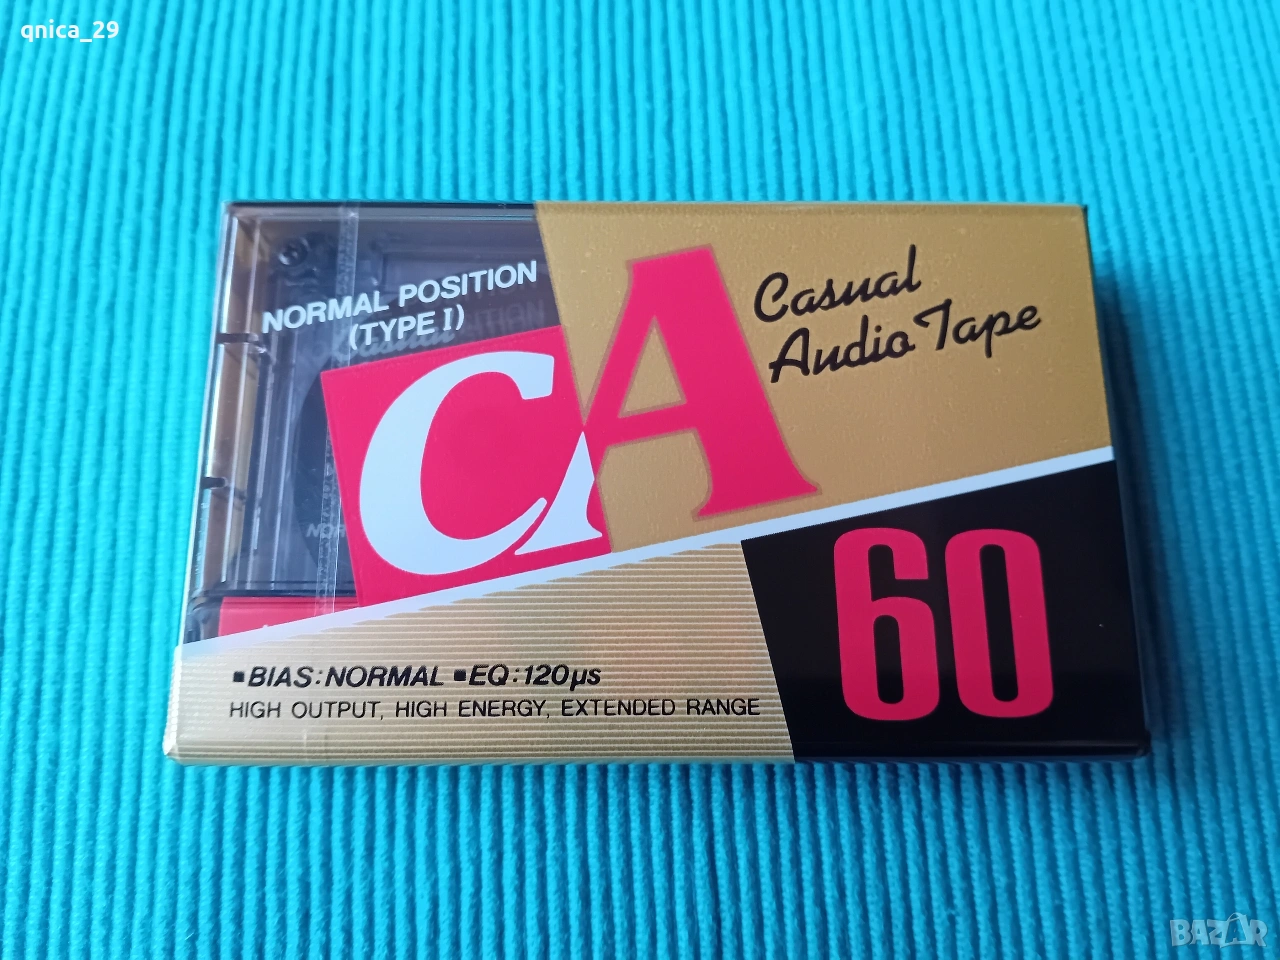 qnica_29
NORMAL POSITION
(TYPE I)
CA
Casual
Audio Tape
60
▪BIAS:NORMAL ▪EQ:120µs
HIGH OUTPUT, HIGH ENERGY, EXTENDED RANGE
BAZAR